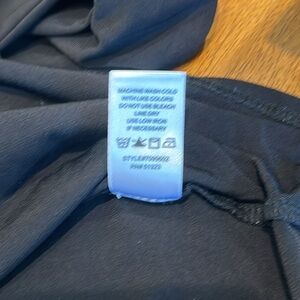 MACHINE WASH COLD
WITH LIKE COLORS
DO NOT USE BLEACH
LINE DRY
USE LOW IRON
IF NECESSARY